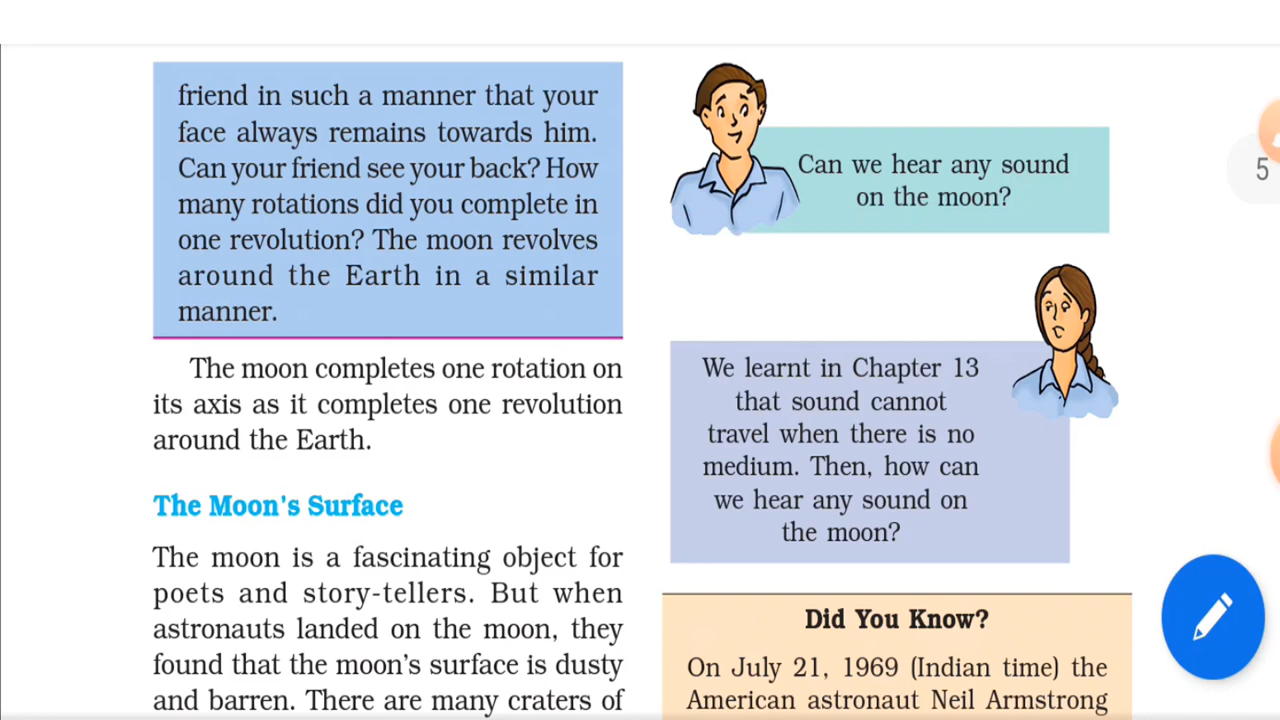 friend in such a manner that your
face always remains towards him.
Can your friend see your back? How
many rotations did you complete in
one revolution? The moon revolves
around the Earth in a similar
manner.
The moon completes one rotation on
its axis as it completes one revolution
around the Earth.
The Moon's Surface
The moon is a fascinating object for
poets and story-tellers. But when
astronauts landed on the moon, they
found that the moon's surface is dusty
and barren. There are many craters of
Can we hear any sound
on the moon?
We learnt in Chapter 13
that sound cannot
travel when there is no
medium. Then, how can
we hear any sound on
the moon?
Did You Know?
On July 21, 1969 (Indian time) the
American astronaut Neil Armstrong
5